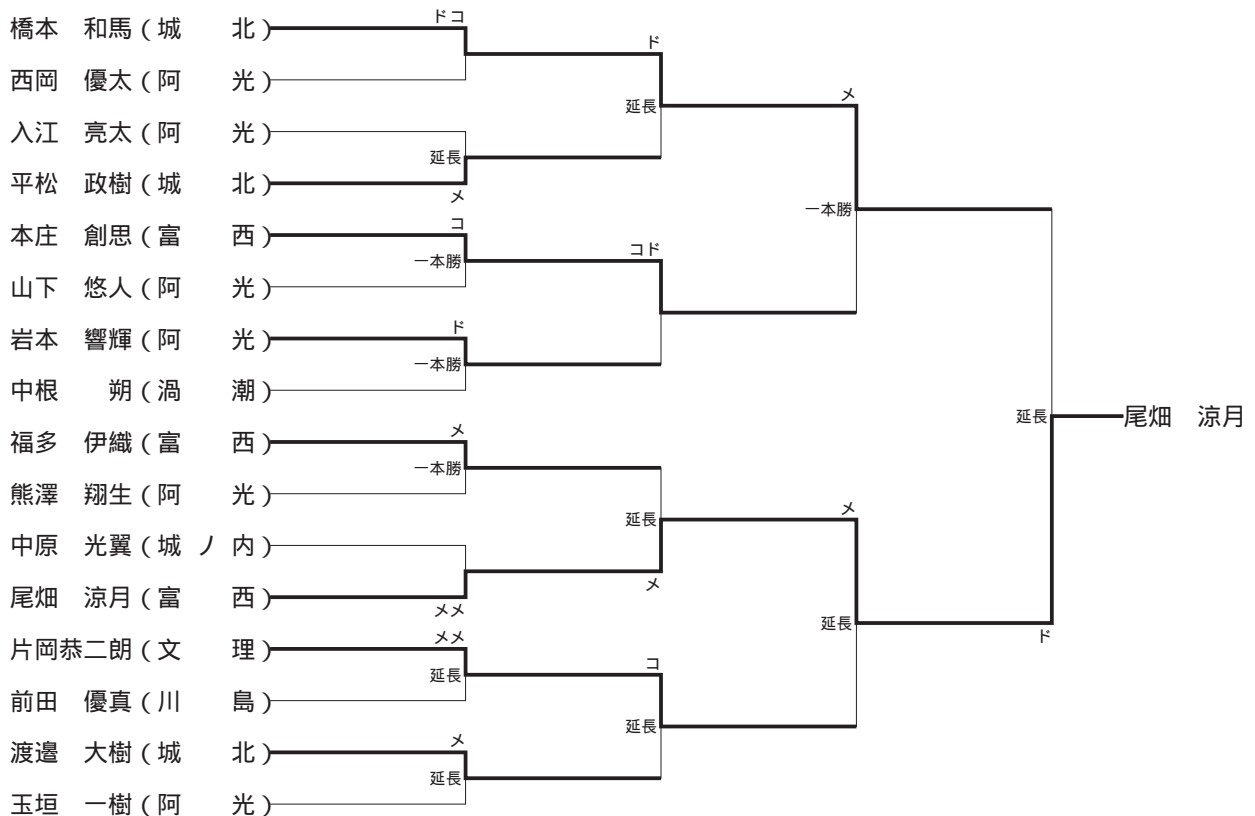 橋本 和馬(城 北)
ドコ
西岡 優太(阿 光)
ド
延長
入江 亮太(阿 光)
延長
平松 政樹(城 北)
メ
メ
一本勝
本庄 創思(富 西)
コ
一本勝
山下 悠人(阿 光)
コド
岩本 響輝(阿 光)
ド
一本勝
中根 朔(渦 潮)
延長
尾畑 涼月
福多 伊織(富 西)
メ
一本勝
熊澤 翔生(阿 光)
延長
メ
中原 光翼(城ノ内)
尾畑 涼月(富 西)
メメ
メ
延長
ド
片岡恭二朗(文 理)
メメ
延長
前田 優真(川 島)
コ
延長
渡邉 大樹(城 北)
メ
延長
玉垣 一樹(阿 光)